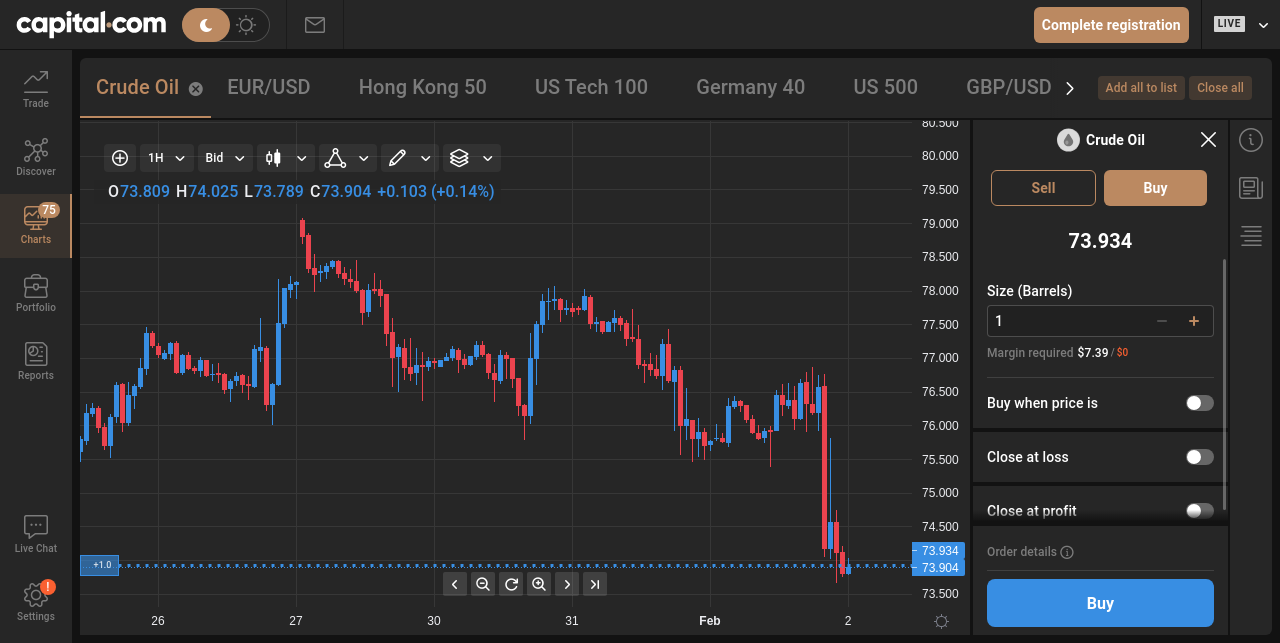 capital.com
Complete registration
LIVE
Trade
Discover
75
Charts
Portfolio
Reports
Live Chat
!
Settings
Crude Oil
EUR/USD
Hong Kong 50
US Tech 100
Germany 40
US 500
GBP/USD
Add all to list
Close all
1H
Bid
O73.809 H74.025 L73.789 C73.904 +0.103 (+0.14%)
80.500
80.000
79.500
79.000
78.500
78.000
77.500
77.000
76.500
76.000
75.500
75.000
74.500
73.934
73.904
73.500
+1.0
26
27
30
31
Feb
2
Crude Oil
Sell
Buy
73.934
Size (Barrels)
1
Margin required $7.39 / $0
Buy when price is
Close at loss
Close at profit
Order details
Buy